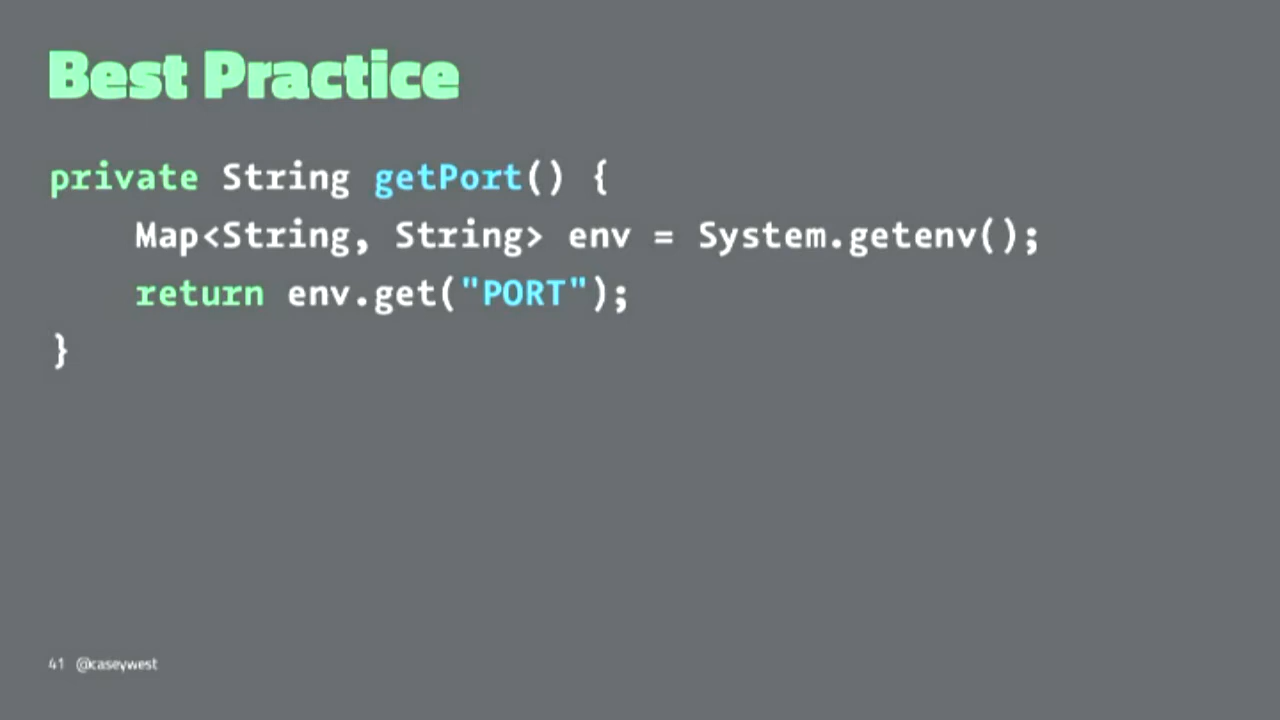 Best Practice
private String getPort() {
    Map<String, String> env = System.getenv();
    return env.get("PORT");
}
41 @caseywest